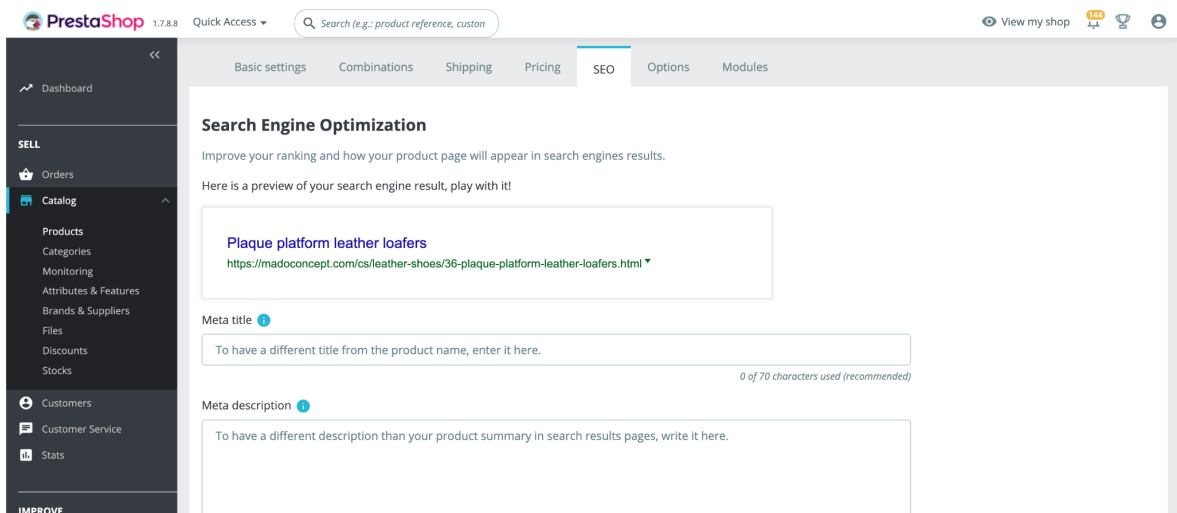 PrestaShop 1.7.8.8 Quick Access Search (e.g.: product reference, custon View my shop 144
Basic settings Combinations Shipping Pricing SEO Options Modules
Dashboard
SELL
Orders
Catalog
Products
Categories
Monitoring
Attributes & Features
Brands & Suppliers
Files
Discounts
Stocks
Customers
Customer Service
Stats
IMPROVE
Search Engine Optimization
Improve your ranking and how your product page will appear in search engines results.
Here is a preview of your search engine result, play with it!
Plaque platform leather loafers
https://madoconcept.com/cs/leather-shoes/36-plaque-platform-leather-loafers.html
Meta title
To have a different title from the product name, enter it here.
0 of 70 characters used (recommended)
Meta description
To have a different description than your product summary in search results pages, write it here.